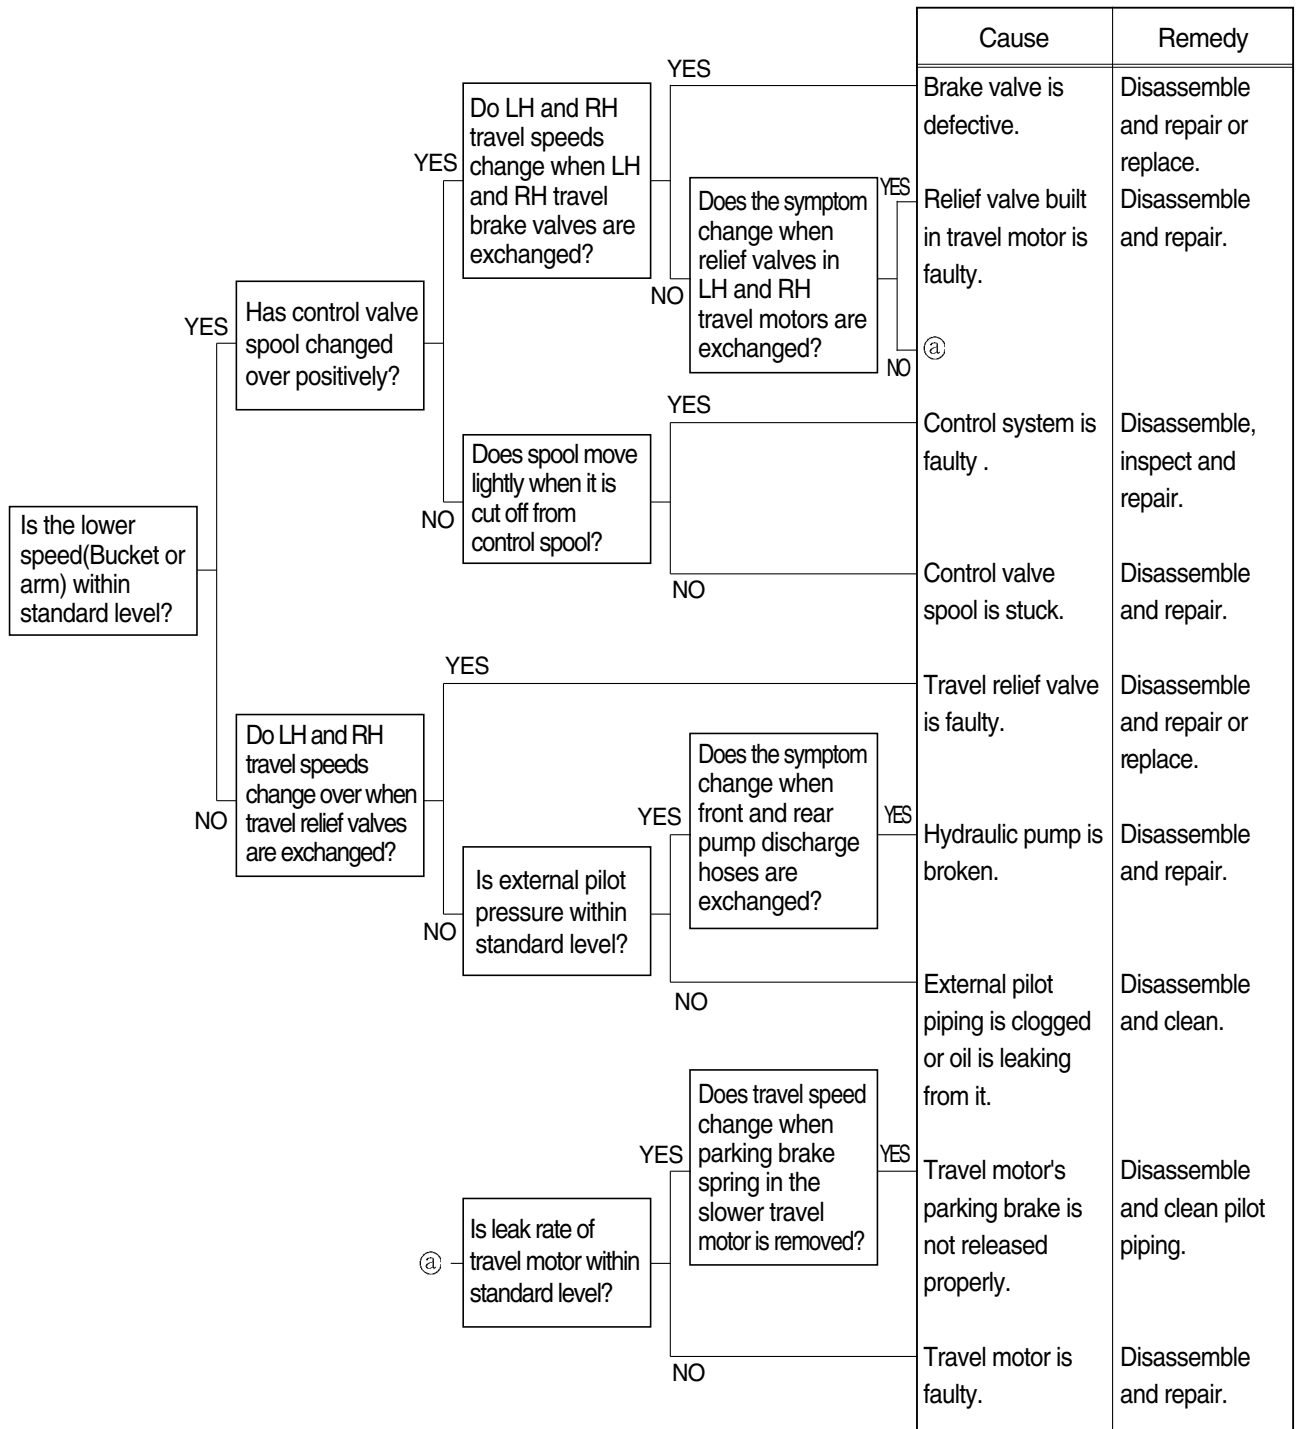 Cause
Remedy
YES
Do LH and RH
travel speeds
change when LH
and RH travel
brake valves are
exchanged?
Brake valve is
defective.
Disassemble
and repair or
replace.
YES
NO
Does the symptom
change when
relief valves in
LH and RH
travel motors are
exchanged?
YES
Relief valve built
in travel motor is
faulty.
Disassemble
and repair.
NO
ⓐ
YES
Has control valve
spool changed
over positively?
YES
Control system is
faulty .
Disassemble,
inspect and
repair.
NO
Does spool move
lightly when it is
cut off from
control spool?
NO
Control valve
spool is stuck.
Disassemble
and repair.
Is the lower
speed(Bucket or
arm) within
standard level?
YES
Travel relief valve
is faulty.
Disassemble
and repair or
replace.
NO
Do LH and RH
travel speeds
change over when
travel relief valves
are exchanged?
YES
Does the symptom
change when
front and rear
pump discharge
hoses are
exchanged?
YES
Hydraulic pump is
broken.
Disassemble
and repair.
NO
Is external pilot
pressure within
standard level?
NO
External pilot
piping is clogged
or oil is leaking
from it.
Disassemble
and clean.
YES
Does travel speed
change when
parking brake
spring in the
slower travel
motor is removed?
YES
Travel motor's
parking brake is
not released
properly.
Disassemble
and clean pilot
piping.
ⓐ
Is leak rate of
travel motor within
standard level?
NO
Travel motor is
faulty.
Disassemble
and repair.